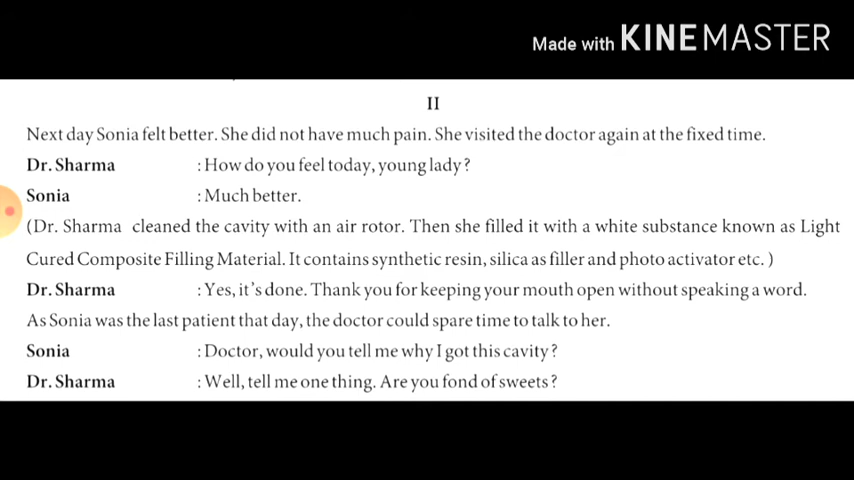 Made with KINEMASTER
II
Next day Sonia felt better. She did not have much pain. She visited the doctor again at the fixed time.
Dr. Sharma : How do you feel today, young lady?
Sonia : Much better.
(Dr. Sharma cleaned the cavity with an air rotor. Then she filled it with a white substance known as Light
Cured Composite Filling Material. It contains synthetic resin, silica as filler and photo activator etc. )
Dr. Sharma : Yes, it's done. Thank you for keeping your mouth open without speaking a word.
As Sonia was the last patient that day, the doctor could spare time to talk to her.
Sonia : Doctor, would you tell me why I got this cavity?
Dr. Sharma : Well, tell me one thing. Are you fond of sweets?